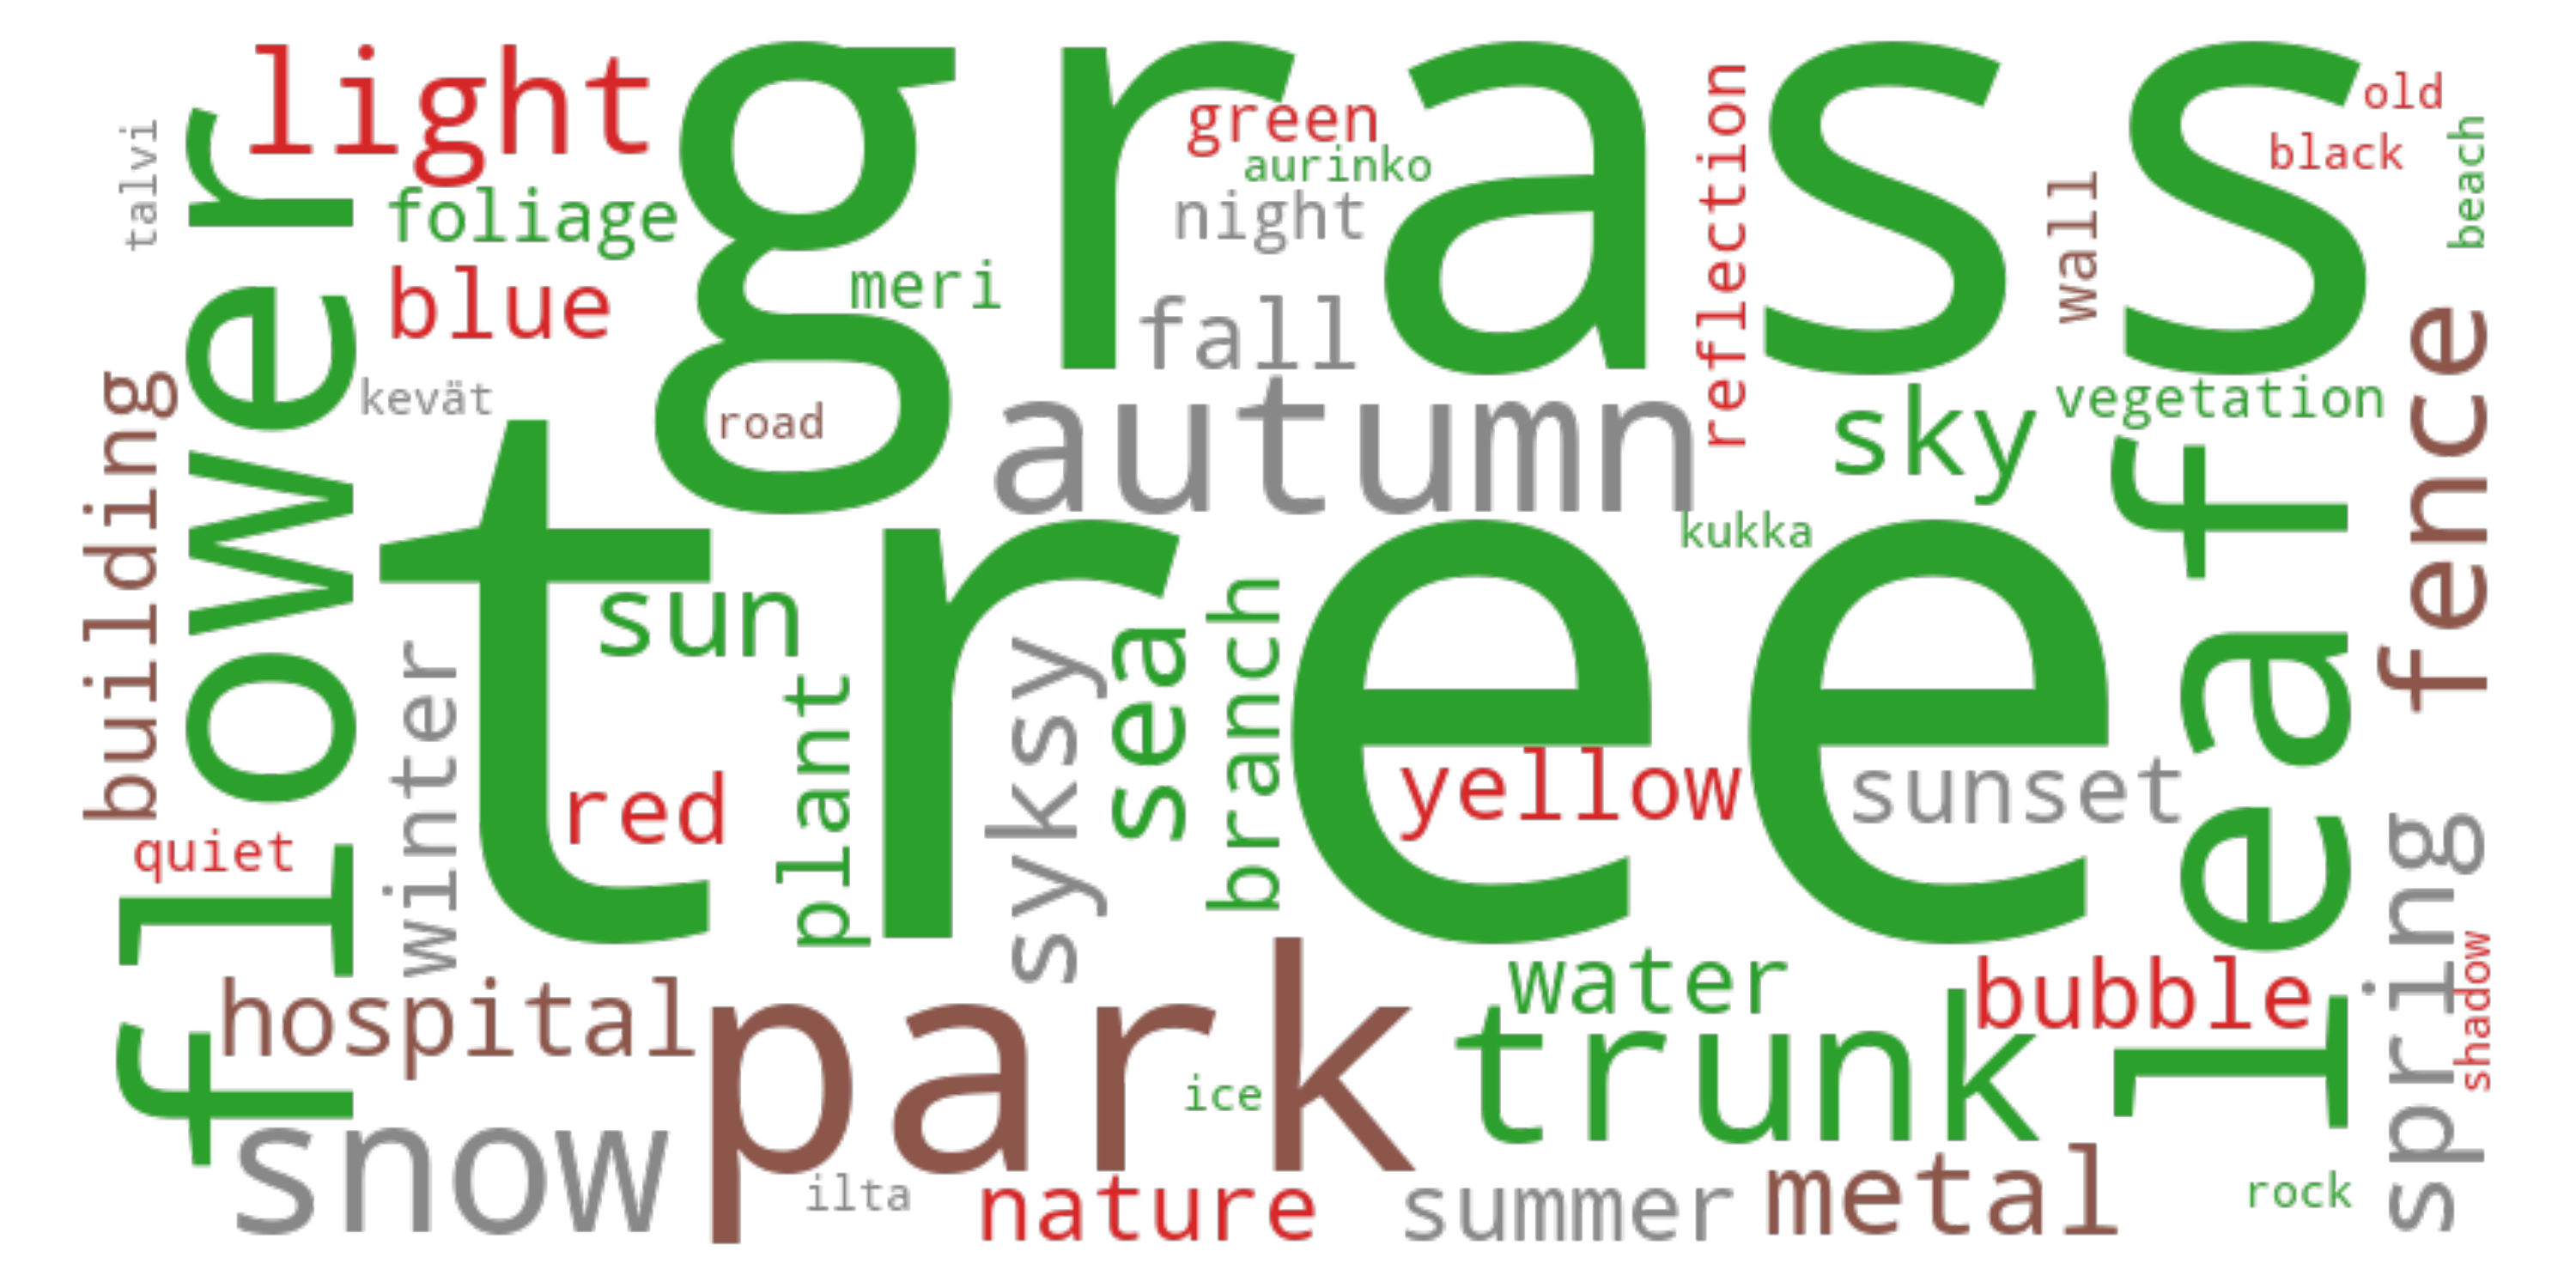 light
grass
flower
talvi
foliage
blue
green
aurinko
night
meri
fall
reflection
wall
old
black
beach
building
kevät
road
autumn
sky
vegetation
fence
kukka
tree
leaf
sun
winter
plant
syksy
sea
branch
red
yellow
sunset
quiet
spring
shadow
hospital
park
water
bubble
trunk
ice
snow
ilta
nature
summer
metal
rock